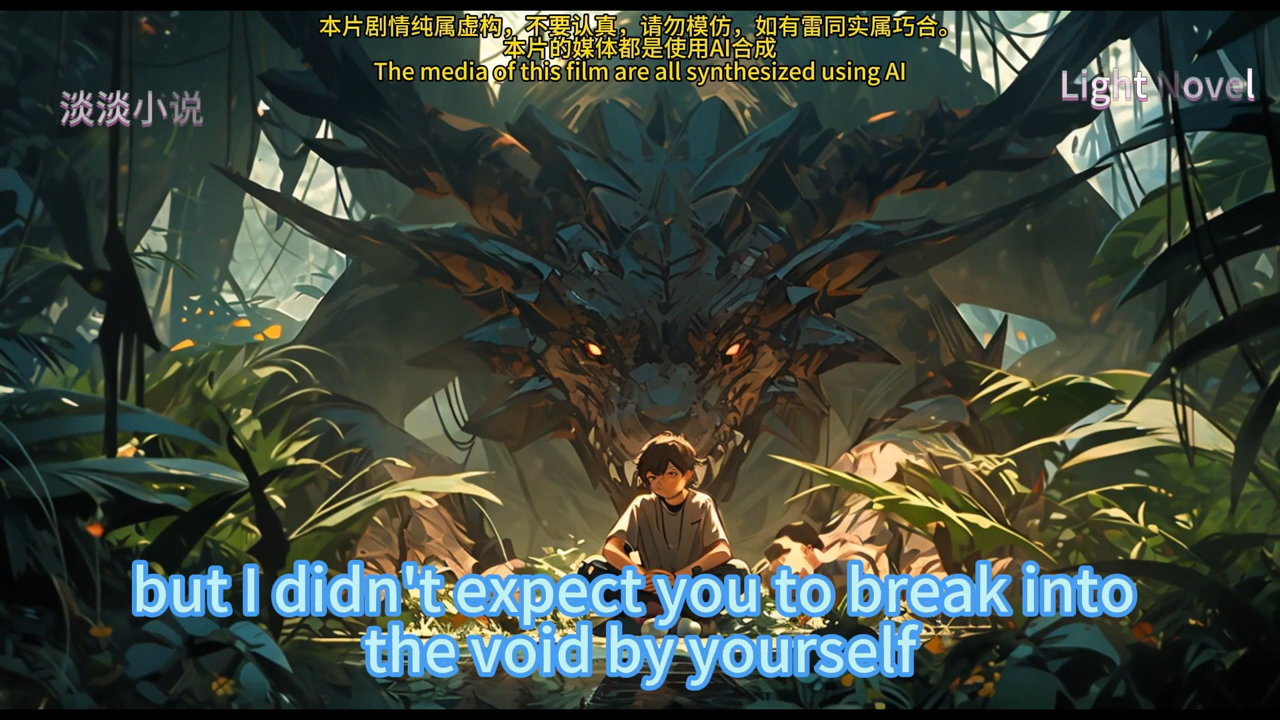 本片剧情纯属虚构，不要认真，请勿模仿，如有雷同实属巧合。
本片的媒体都是使用AI合成
The media of this film are all synthesized using AI
淡淡小说
Light Novel
but I didn't expect you to break into
the void by yourself